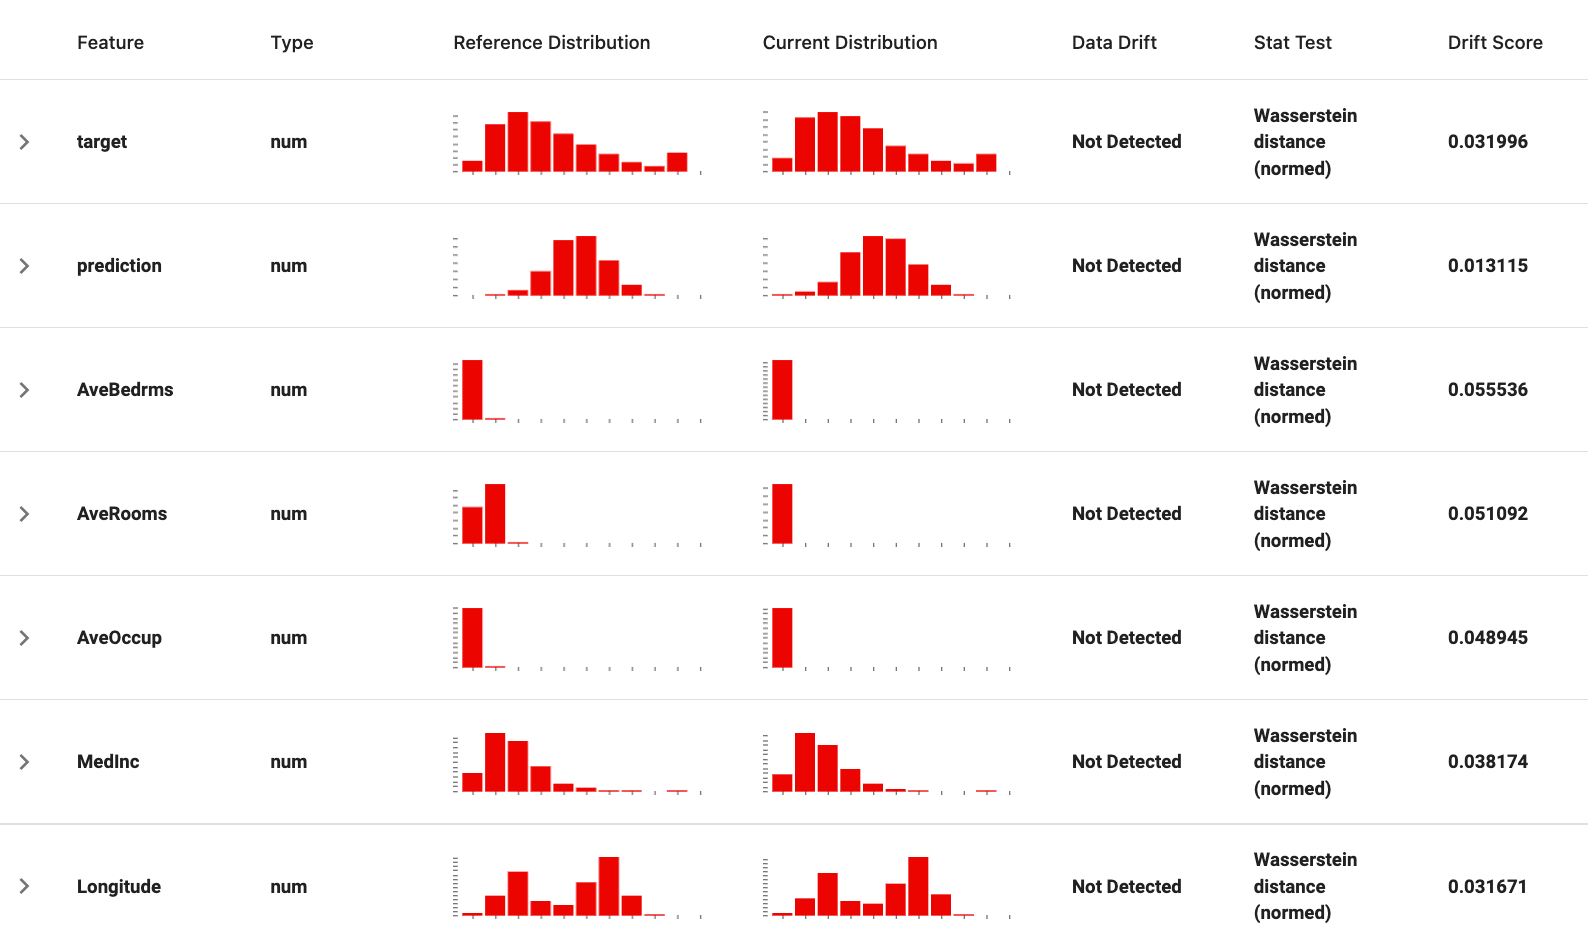 Feature Type Reference Distribution Current Distribution Data Drift Stat Test Drift Score
target num Not Detected Wasserstein distance (normed) 0.031996
prediction num Not Detected Wasserstein distance (normed) 0.013115
AveBedrms num Not Detected Wasserstein distance (normed) 0.055536
AveRooms num Not Detected Wasserstein distance (normed) 0.051092
AveOccup num Not Detected Wasserstein distance (normed) 0.048945
MedInc num Not Detected Wasserstein distance (normed) 0.038174
Longitude num Not Detected Wasserstein distance (normed) 0.031671